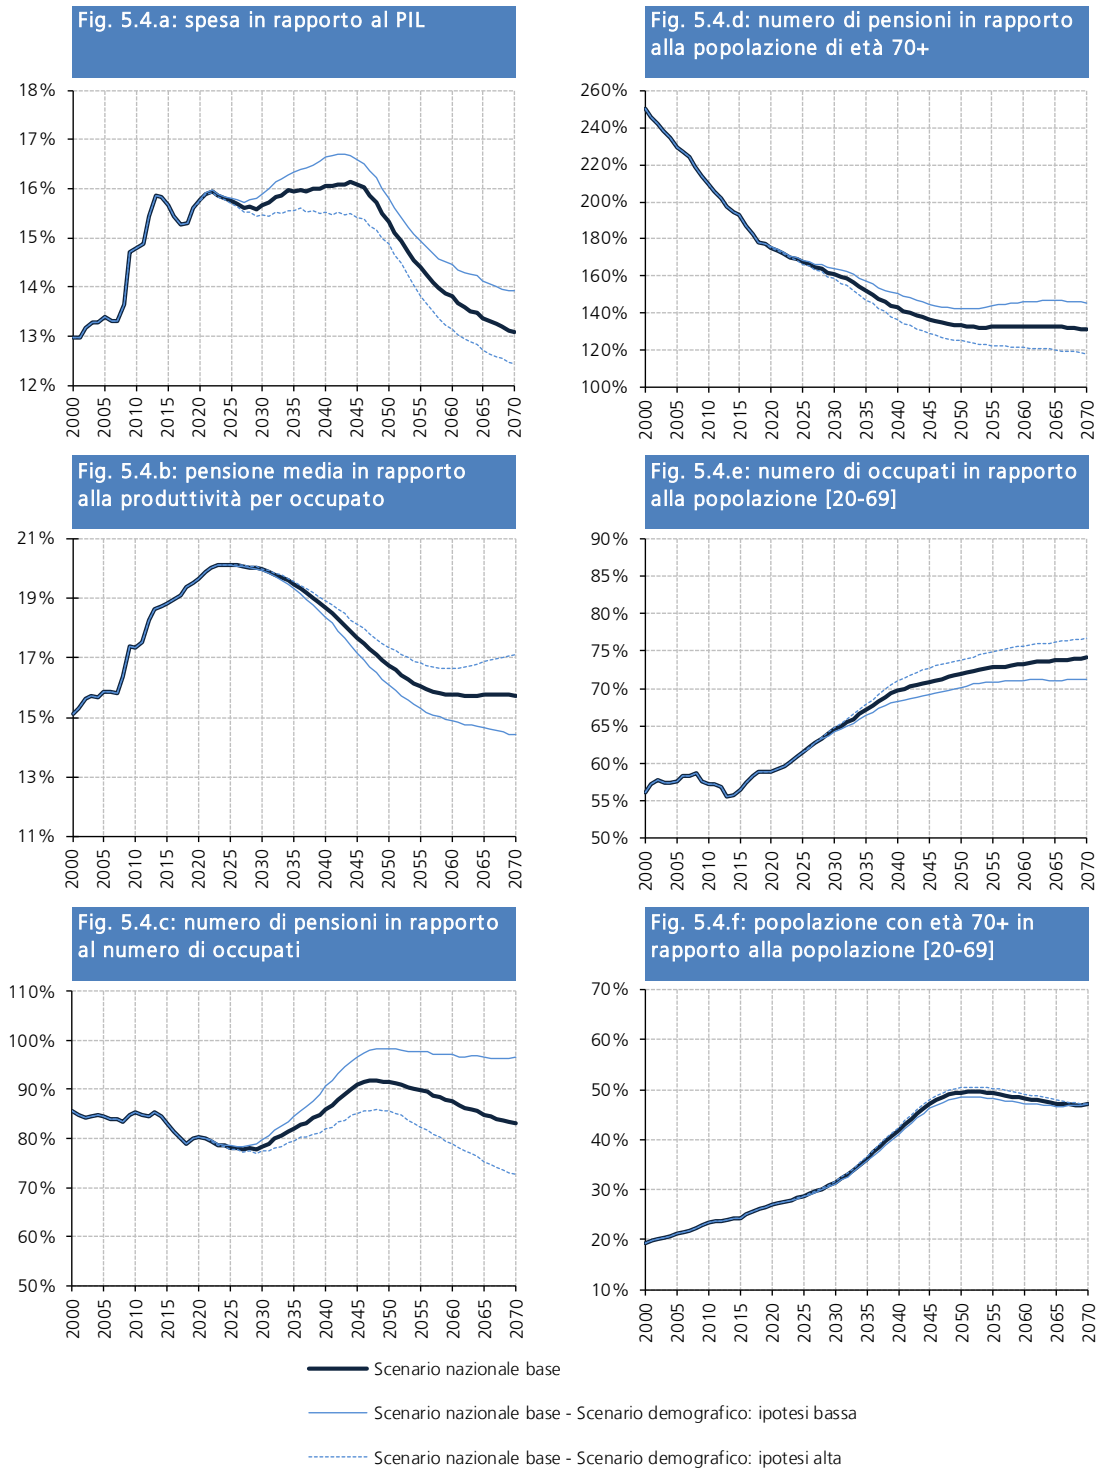 Fig. 5.4.a: spesa in rapporto al PIL
18%
17%
16%
15%
14%
13%
12%
2000 2005 2010 2015 2020 2025 2030 2035 2040 2045 2050 2055 2060 2065 2070
Fig. 5.4.d: numero di pensioni in rapporto
alla popolazione di età 70+
260%
240%
220%
200%
180%
160%
140%
120%
100%
2000 2005 2010 2015 2020 2025 2030 2035 2040 2045 2050 2055 2060 2065 2070
Fig. 5.4.b: pensione media in rapporto
alla produttività per occupato
21%
19%
17%
15%
13%
11%
2000 2005 2010 2015 2020 2025 2030 2035 2040 2045 2050 2055 2060 2065 2070
Fig. 5.4.e: numero di occupati in rapporto
alla popolazione [20-69]
90%
85%
80%
75%
70%
65%
60%
55%
50%
2000 2005 2010 2015 2020 2025 2030 2035 2040 2045 2050 2055 2060 2065 2070
Fig. 5.4.c: numero di pensioni in rapporto
al numero di occupati
110%
100%
90%
80%
70%
60%
50%
2000 2005 2010 2015 2020 2025 2030 2035 2040 2045 2050 2055 2060 2065 2070
Fig. 5.4.f: popolazione con età 70+ in
rapporto alla popolazione [20-69]
70%
60%
50%
40%
30%
20%
10%
2000 2005 2010 2015 2020 2025 2030 2035 2040 2045 2050 2055 2060 2065 2070
Scenario nazionale base
Scenario nazionale base - Scenario demografico: ipotesi bassa
Scenario nazionale base - Scenario demografico: ipotesi alta